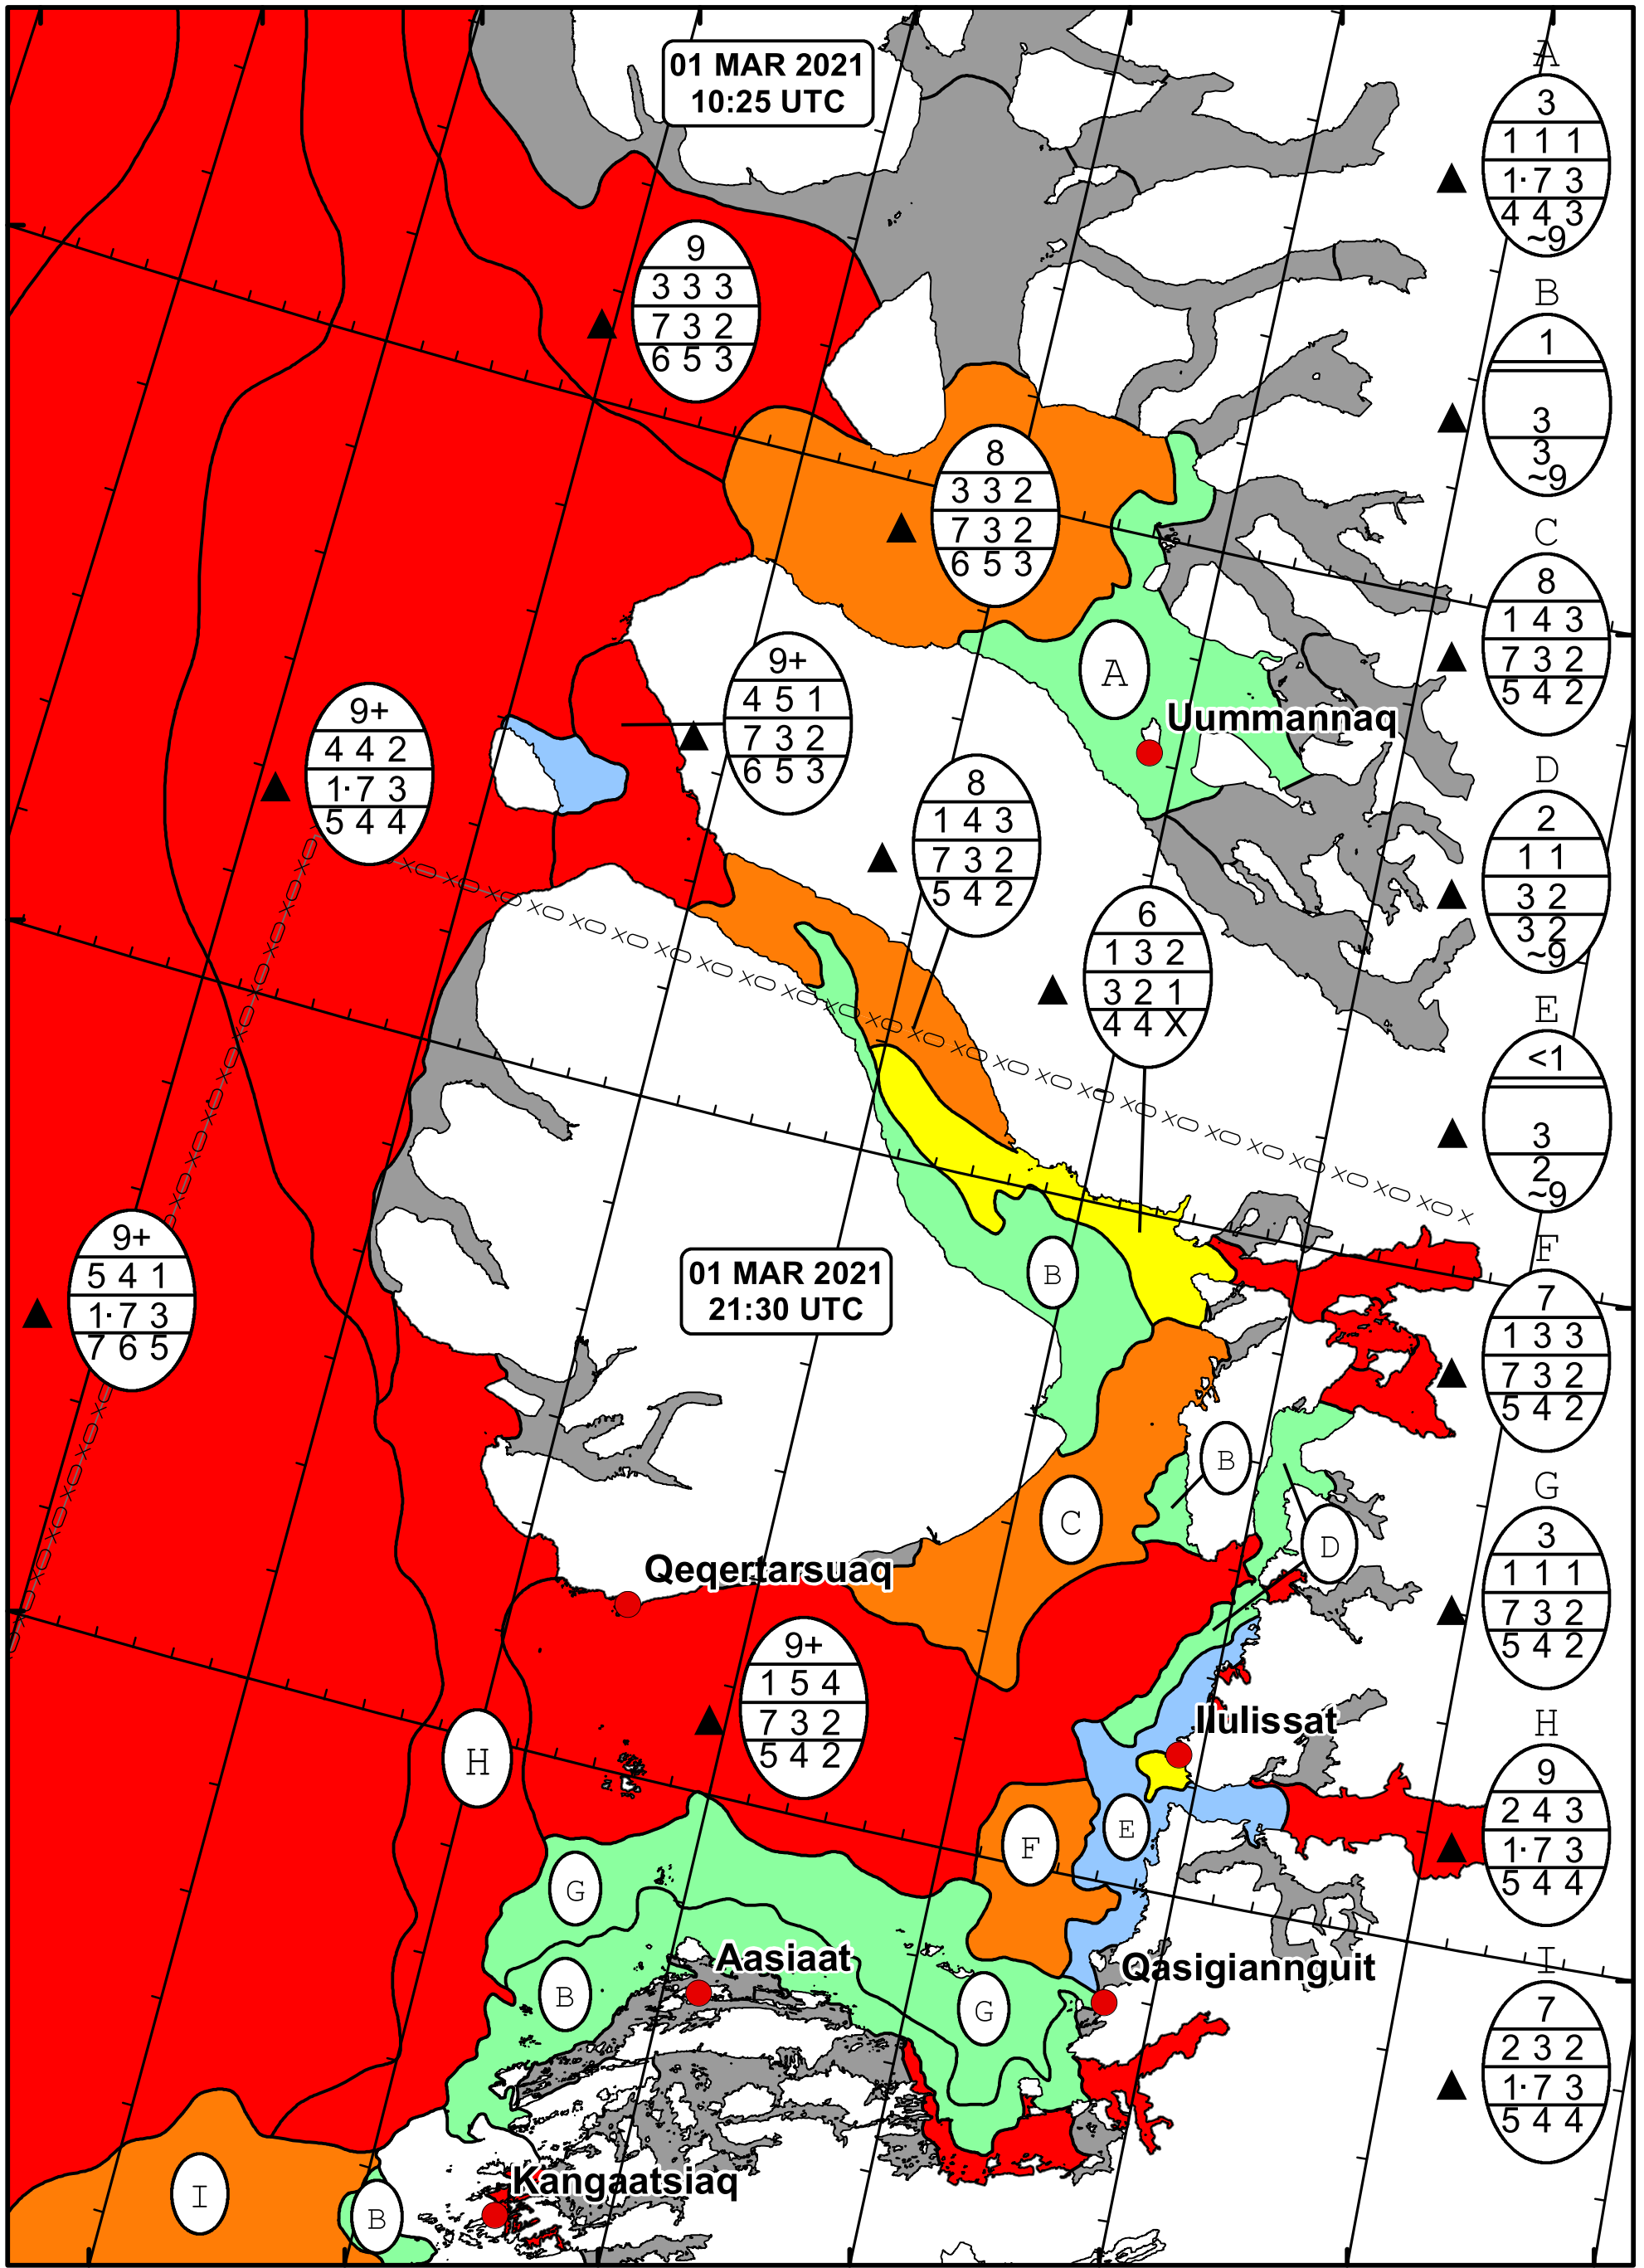 01 MAR 2021
10:25 UTC
A
3
1 1 1
1· 7 3
4 4 3
~9
9
3 3 3
7 3 2
6 5 3
B
1
3
3
~9
8
3 3 2
7 3 2
6 5 3
C
8
1 4 3
7 3 2
5 4 2
A
Uummannaq
9+
4 5 1
7 3 2
6 5 3
9+
4 4 2
1· 7 3
5 4 4
8
1 4 3
7 3 2
5 4 2
D
2
1 1
3 2
3 2
~9
6
1 3 2
3 2 1
4 4 X
E
<1
3
2
~9
9+
5 4 1
1· 7 3
7 6 5
01 MAR 2021
21:30 UTC
B
F
7
1 3 3
7 3 2
5 4 2
B
C
D
G
3
1 1 1
7 3 2
5 4 2
Qeqertarsuaq
9+
1 5 4
7 3 2
5 4 2
Ilulissat
H
H
9
2 4 3
1· 7 3
5 4 4
F
E
G
Aasiaat
Qasigiannguit
B
G
I
7
2 3 2
1· 7 3
5 4 4
Kangaatsiaq
I
B